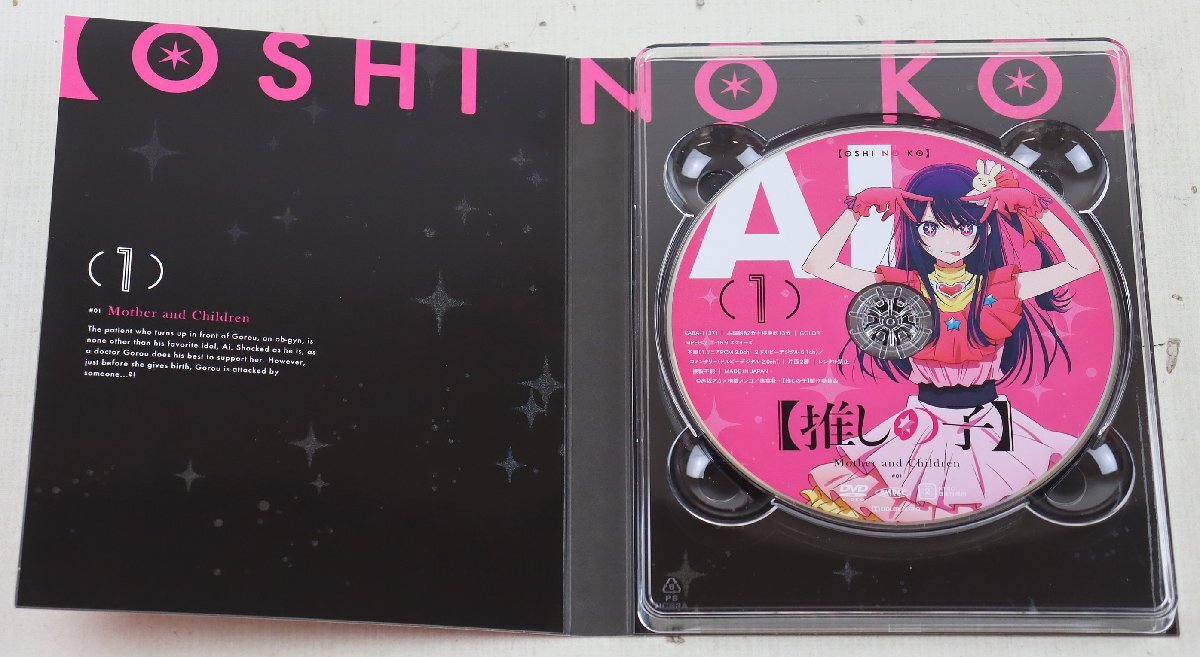 【OSHI NO KO】
(1)
#01 Mother and Children
The patient who turns up in front of Gorou, an ob-gyn, is
none other than his favorite idol, Ai. Shocked as he is, as
a doctor Gorou does his best to support her. However,
just before she gives birth, Gorou is attacked by
someone...!
【OSHI NO KO】
AI
(1)
COLOR
MADE IN JAPAN
【推しの子】
Mother and Children
#01
DVD
2
PS